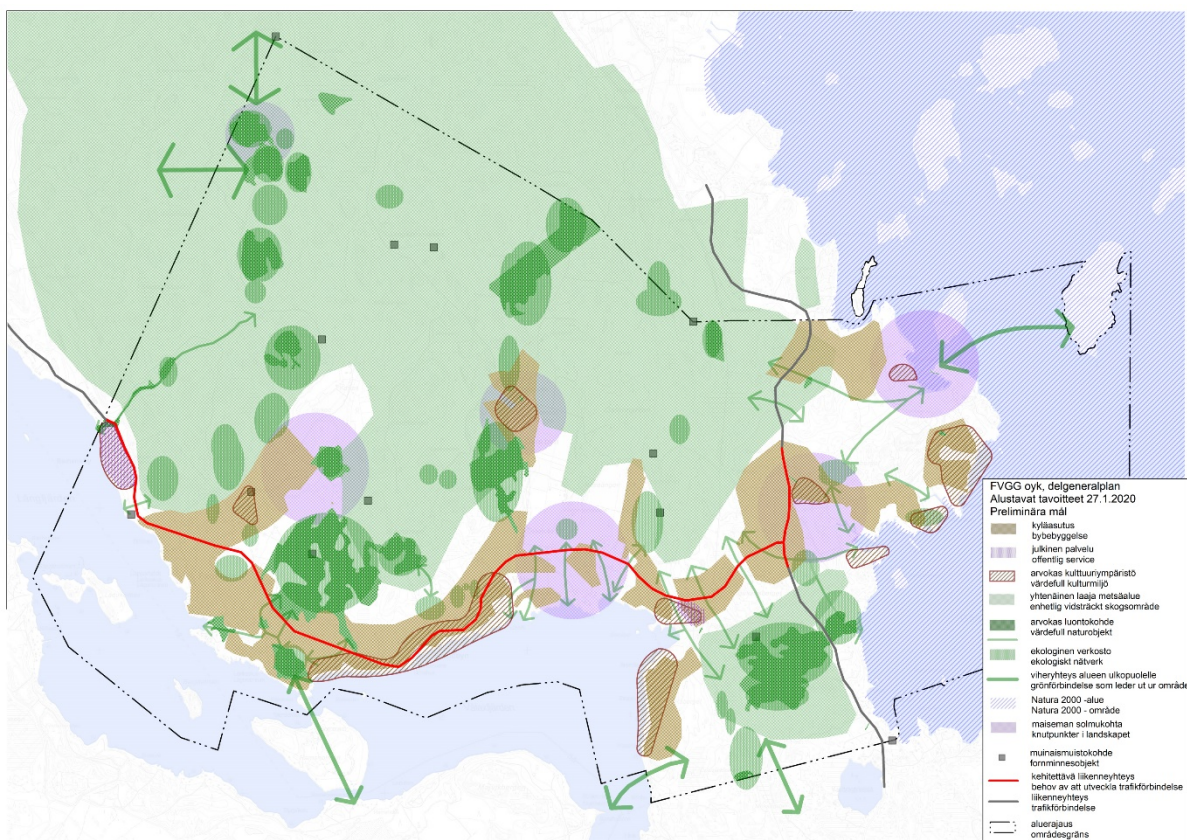 FVGG oyk, delgeneralplan
Alustavat tavoitteet 27.1.2020
Preliminära mål
kyläasutus
bybebyggelse
julkinen palvelu
offentlig service
arvokas kulttuuriympäristö
värdefull kulturmiljö
yhtenäinen laaja metsäalue
enhetlig vidsträckt skogsområde
arvokas luontokohde
värdefull naturobjekt
ekologinen verkosto
ekologiskt nätverk
viheryhteys alueen ulkopuolelle
grönförbindelse som leder ut ur område
Natura 2000 -alue
Natura 2000 - område
maiseman solmukohta
knutpunkter i landskapet
muinaismuistokohde
fornminnesobjekt
kehitettävä liikenneyhteys
behov av att utveckla trafikförbindelse
liikenneyhteys
trafikförbindelse
aluerajaus
områdesgräns